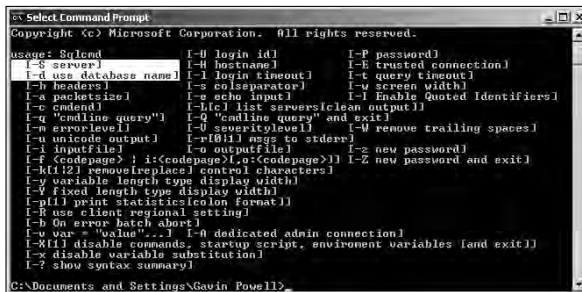 Select Command Prompt
Copyright (c) Microsoft Corporation. All rights reserved.
usage: Sqlcmd [-U login id] [-P password]
[-S server] [-H hostname] [-E trusted connection]
[-d use database name] [-l login timeout] [-t query timeout]
[-h headers] [-s colseparator] [-w screen width]
[-a packetsize] [-e echo input] [-I Enable Quoted Identifiers]
[-c cmdend] [-L[c] list servers[clean output]]
[-q "cmdline query"] [-Q "cmdline query" and exit]
[-m errorlevel] [-V severitylevel] [-W remove trailing spaces]
[-u unicode output] [-r[0|1] msgs to stderr]
[-i inputfile] [-o outputfile] [-z new password]
[-f <codepage> | i:<codepage>[,o:<codepage>]] [-Z new password and exit]
[-k[1|2] remove[replace] control characters]
[-y variable length type display width]
[-Y fixed length type display width]
[-p[1] print statistics[colon format]]
[-R use client regional setting]
[-b On error batch abort]
[-v var = "value"...] [-A dedicated admin connection]
[-X[1] disable commands, startup script, enviroment variables [and exit]]
[-x disable variable substitution]
[-? show syntax summary]
C:\Documents and Settings\Gavin Powell>_